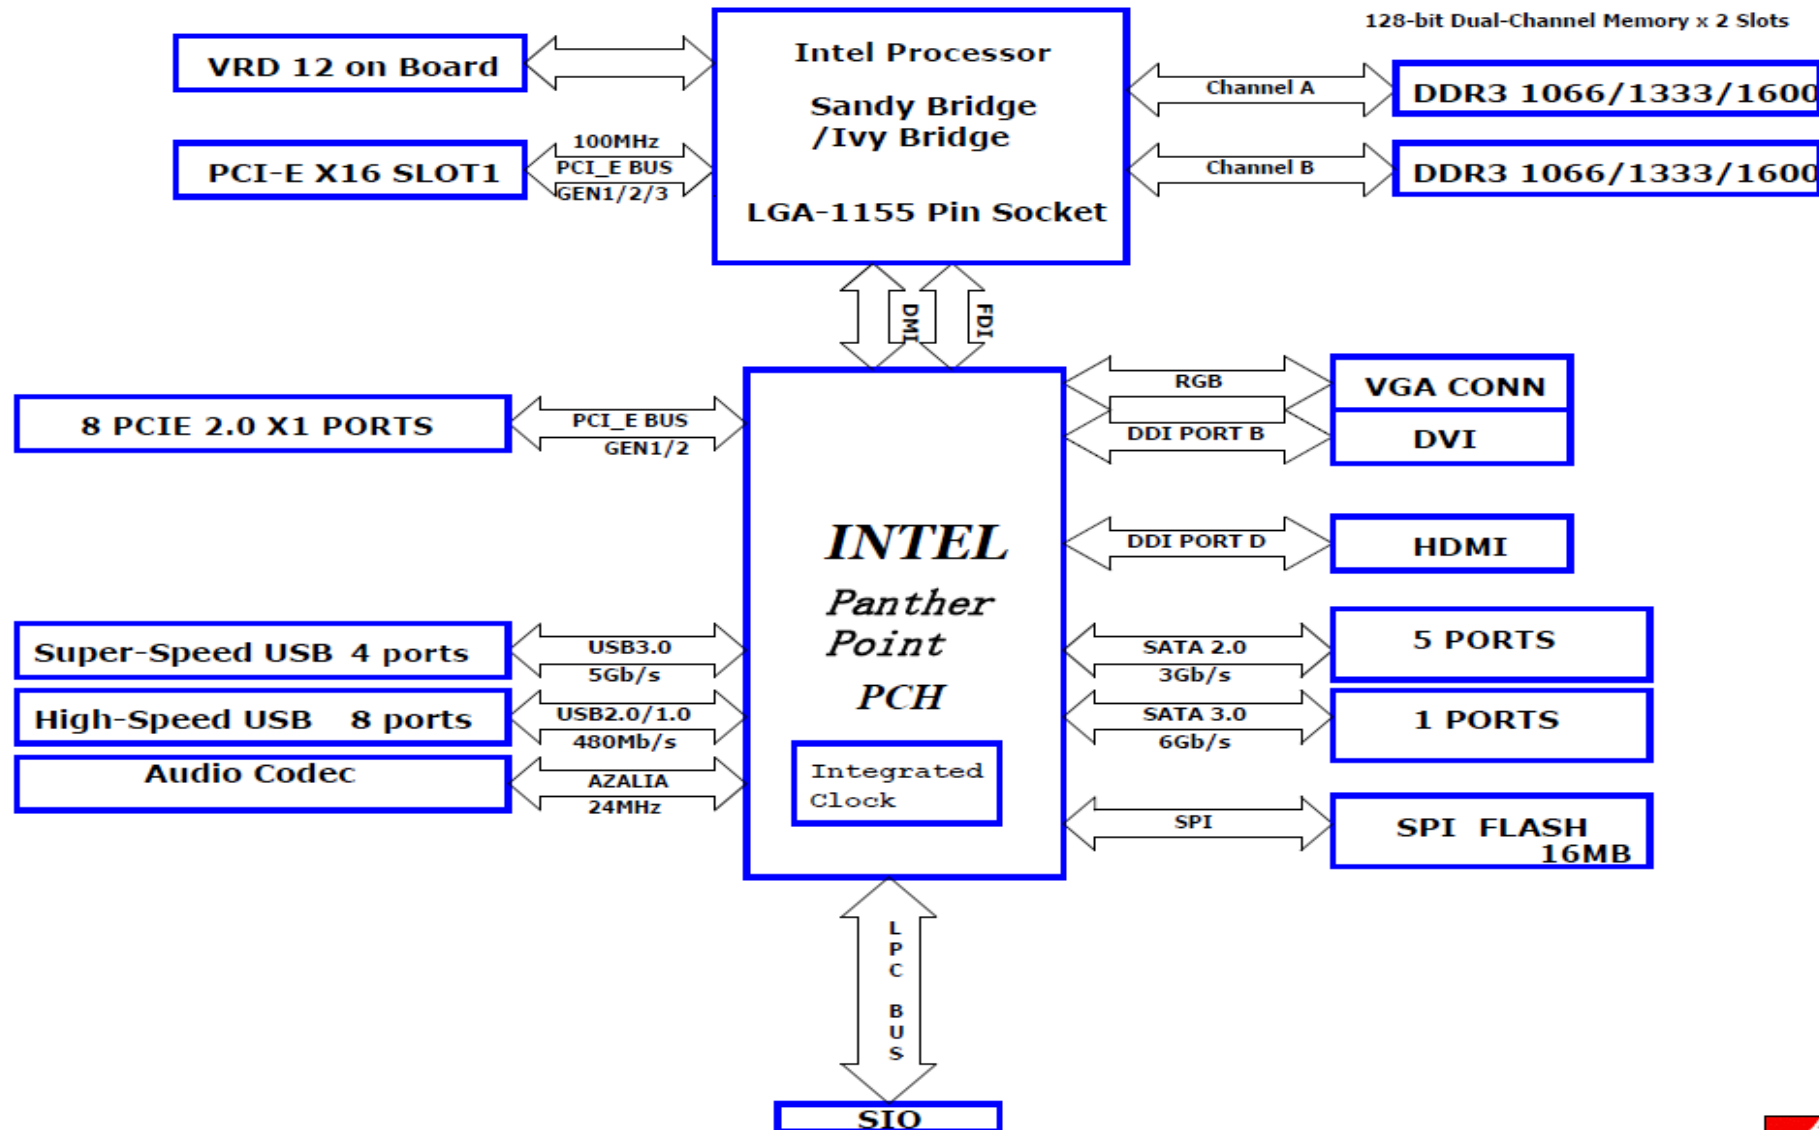 128-bit Dual-Channel Memory x 2 Slots
VRD 12 on Board
Intel Processor
Sandy Bridge
/Ivy Bridge
LGA-1155 Pin Socket
Channel A
DDR3 1066/1333/1600
PCI-E X16 SLOT1
100MHz
PCI_E BUS
GEN1/2/3
Channel B
DDR3 1066/1333/1600
DMI
FDI
8 PCIE 2.0 X1 PORTS
PCI_E BUS
GEN1/2
RGB
VGA CONN
DDI PORT B
DVI
DDI PORT D
HDMI
INTEL
Panther
Point
PCH
Integrated
Clock
Super-Speed USB 4 ports
USB3.0
5Gb/s
High-Speed USB 8 ports
USB2.0/1.0
480Mb/s
Audio Codec
AZALIA
24MHz
SATA 2.0
3Gb/s
5 PORTS
SATA 3.0
6Gb/s
1 PORTS
SPI
SPI FLASH
16MB
LPC BUS
SIO